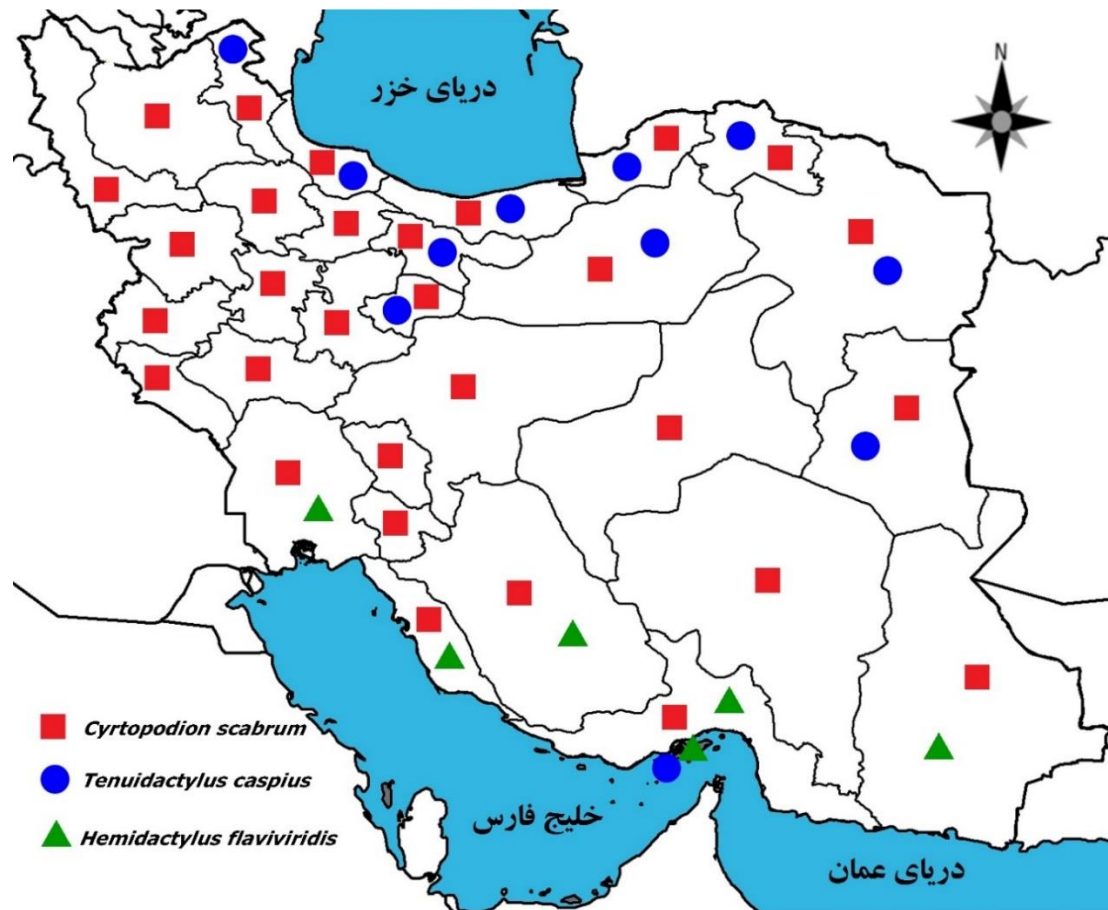 دریای خزر
N
Cyrtopodion scabrum
Tenuidactylus caspius
Hemidactylus flaviviridis
خلیج فارس
دریای عمان